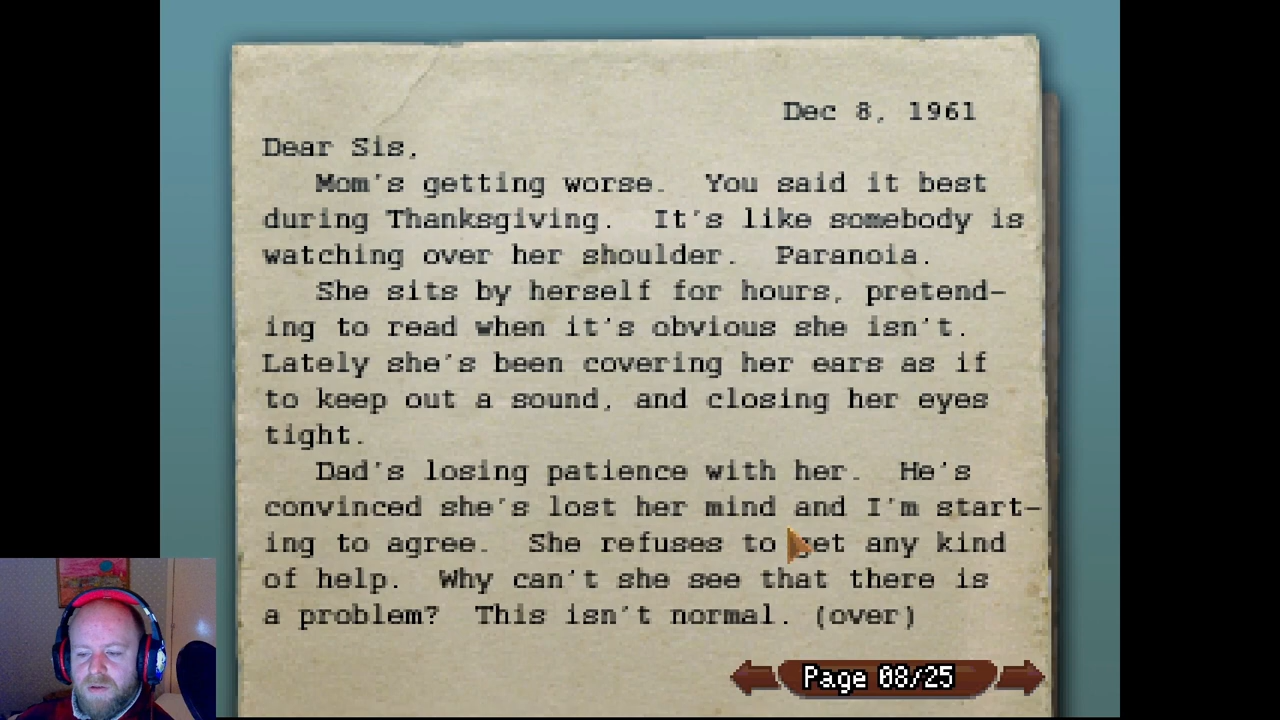 Dec 8, 1961
Dear Sis,
Mom's getting worse. You said it best
during Thanksgiving. It's like somebody is
watching over her shoulder. Paranoia.
She sits by herself for hours, pretend-
ing to read when it's obvious she isn't.
Lately she's been covering her ears as if
to keep out a sound, and closing her eyes
tight.
Dad's losing patience with her. He's
convinced she's lost her mind and I'm start-
ing to agree. She refuses to get any kind
of help. Why can't she see that there is
a problem? This isn't normal. (over)
Page 08/25